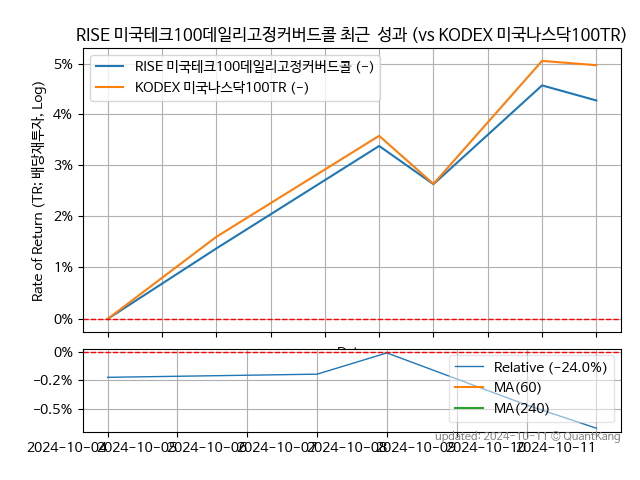 RISE 미국테크100데일리고정커버드콜 최근  성과 (vs KODEX 미국나스닥100TR)
RISE 미국테크100데일리고정커버드콜 (-)
KODEX 미국나스닥100TR (-)
Rate of Return (TR: 배당재투자, Log)
5%
4%
3%
2%
1%
0%
0%
-0.2%
-0.5%
Relative (-24.0%)
MA(60)
MA(240)
updated: 2024-10-11 © QuantKang
2024-10-04
2024-10-05
2024-10-06
2024-10-07
2024-10-08
2024-10-09
2024-10-10
2024-10-11